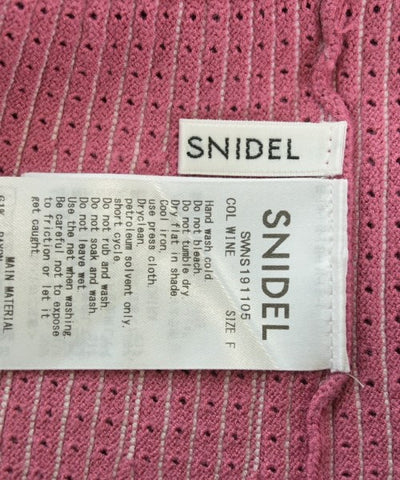 SNIDEL
SNIDEL
SWNS191105
COL WINE SIZE F
Hand wash cold.
Do not bleach.
Do not tumble dry
Dry flat in shade
Cool iron.
use press cloth.
Dryclean.
petroleum solvent only.
short cycle.
Do not rub and wash
Do not soak and wash.
Do not leave wet.
Use the net when washing
Be careful not to expose
to friction or let it
get caught.
MAIN MATERIAL